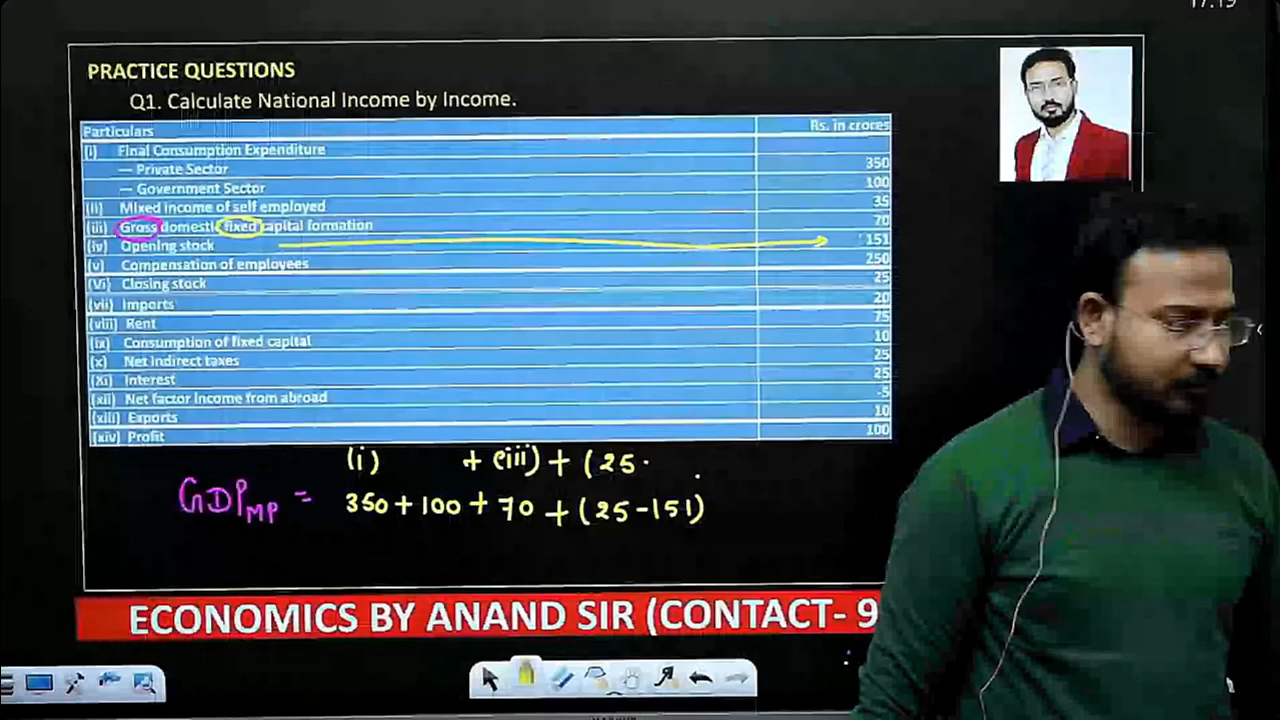 17:19
PRACTICE QUESTIONS
Q1. Calculate National Income by Income.
Particulars Rs. in crores
(i) Final Consumption Expenditure
— Private Sector 350
— Government Sector 100
(ii) Mixed income of self employed 35
(iii) Gross domestic fixed capital formation 70
(iv) Opening stock 151
(v) Compensation of employees 250
(Vi) Closing stock 25
(vii) Imports 20
(viii) Rent 75
(ix) Consumption of fixed capital 10
(x) Net indirect taxes 25
(Xi) Interest 25
(xii) Net factor income from abroad -5
(xiii) Exports 10
(xiv) Profit 100
(i) + (iii) + (25
GDPMP = 350 + 100 + 70 + (25 - 151)
ECONOMICS BY ANAND SIR (CONTACT- 9